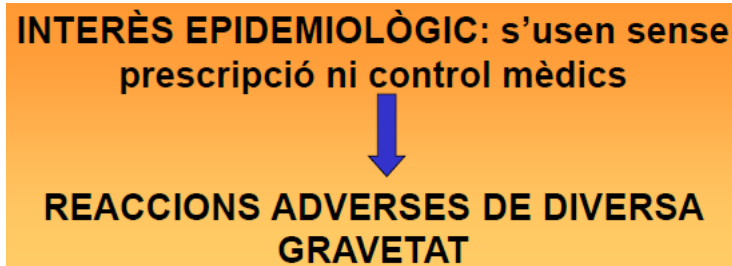 INTERÈS EPIDEMIOLÒGIC: s'usen sense
prescripció ni control mèdics
REACCIONS ADVERSES DE DIVERSA
GRAVETAT